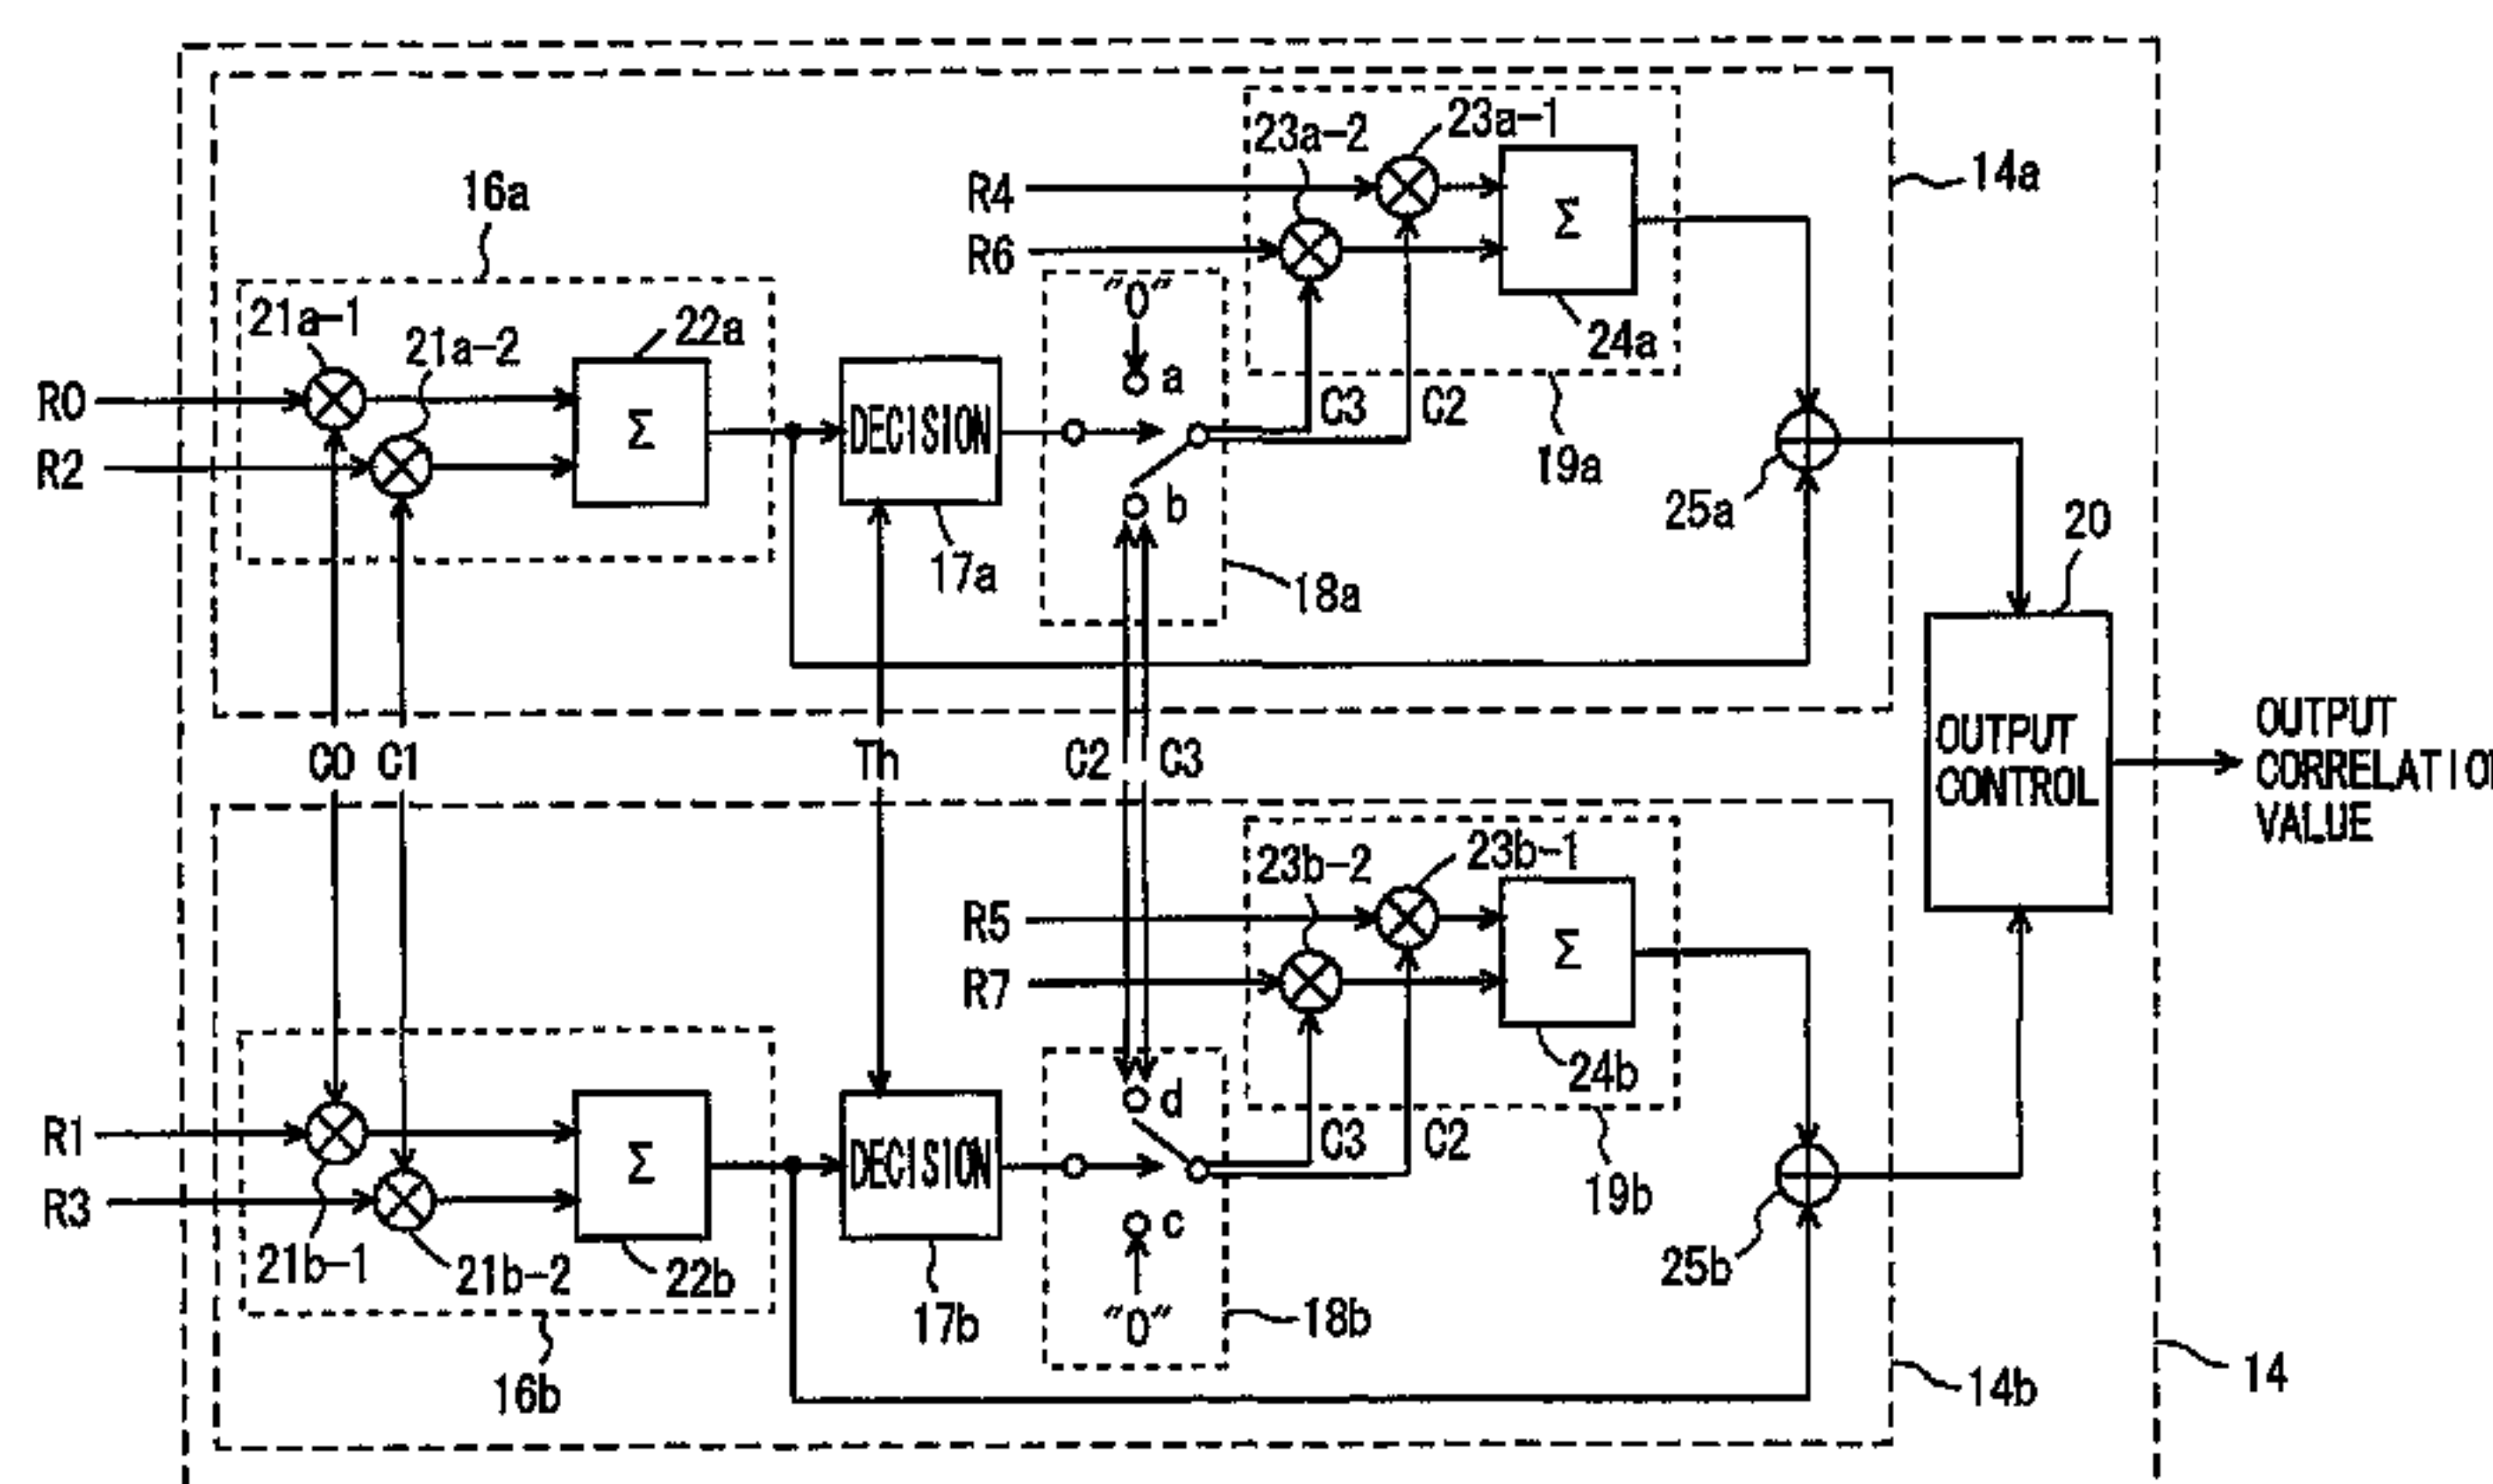 23a-2
23a-1
16a
R4
14a
R6
Σ
"0"
21a-1
21a-2
22a
24a
R0
a
C3
C2
DECISION
Σ
R2
19a
b
25a
20
17a
18a
C0
C1
Th
C2
C3
OUTPUT
CONTROL
OUTPUT
CORRELATION
VALUE
23b-2
23b-1
R5
Σ
R7
24b
d
R1
C3
C2
DECISION
Σ
R3
19b
c
21b-1
21b-2
22b
25b
17b
"0"
18b
16b
14b
14